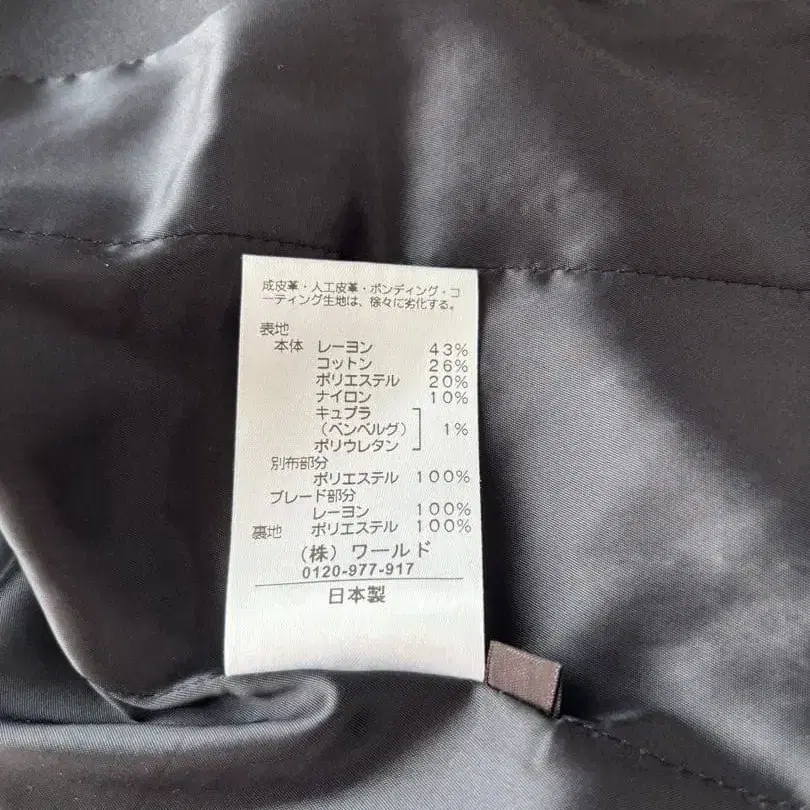 成皮革・人工皮革・ボンディング・コ
ーティング生地は、徐々に劣化する。
表地
本体 レーヨン 43%
コットン 26%
ポリエステル 20%
ナイロン 10%
キュプラ
(ベンベルグ) 1%
ポリウレタン
別布部分
ポリエステル 100%
ブレード部分
レーヨン 100%
裏地 ポリエステル 100%
(株) ワールド
0120-977-917
日本製